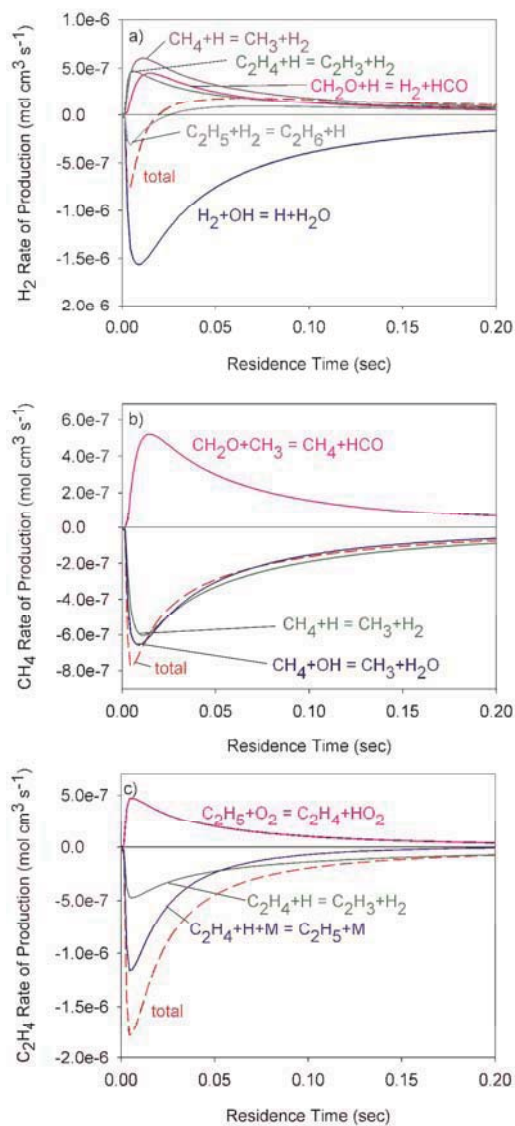 1.0e-6
5.0e-7
0.0
-5.0e-7
-1.0e-6
-1.5e-6
2.0e-6
H2 Rate of Production (mol cm3 s-1)
a)
CH4+H = CH3+H2
C2H4+H = C2H3+H2
CH2O+H = H2+HCO
C2H5+H2 = C2H6+H
total
H2+OH = H+H2O
0.00 0.05 0.10 0.15 0.20
Residence Time (sec)
6.0e-7
4.0e-7
2.0e-7
0.0
-2.0e-7
-4.0e-7
-6.0e-7
-8.0e-7
CH4 Rate of Production (mol cm3 s-1)
b)
CH2O+CH3 = CH4+HCO
CH4+H = CH3+H2
total
CH4+OH = CH3+H2O
0.00 0.05 0.10 0.15 0.20
Residence Time (sec)
5.0e-7
0.0
-5.0e-7
-1.0e-6
-1.5e-6
-2.0e-6
C2H4 Rate of Production (mol cm3 s-1)
c)
C2H5+O2 = C2H4+HO2
C2H4+H = C2H3+H2
C2H4+H+M = C2H5+M
total
0.00 0.05 0.10 0.15 0.20
Residence Time (sec)